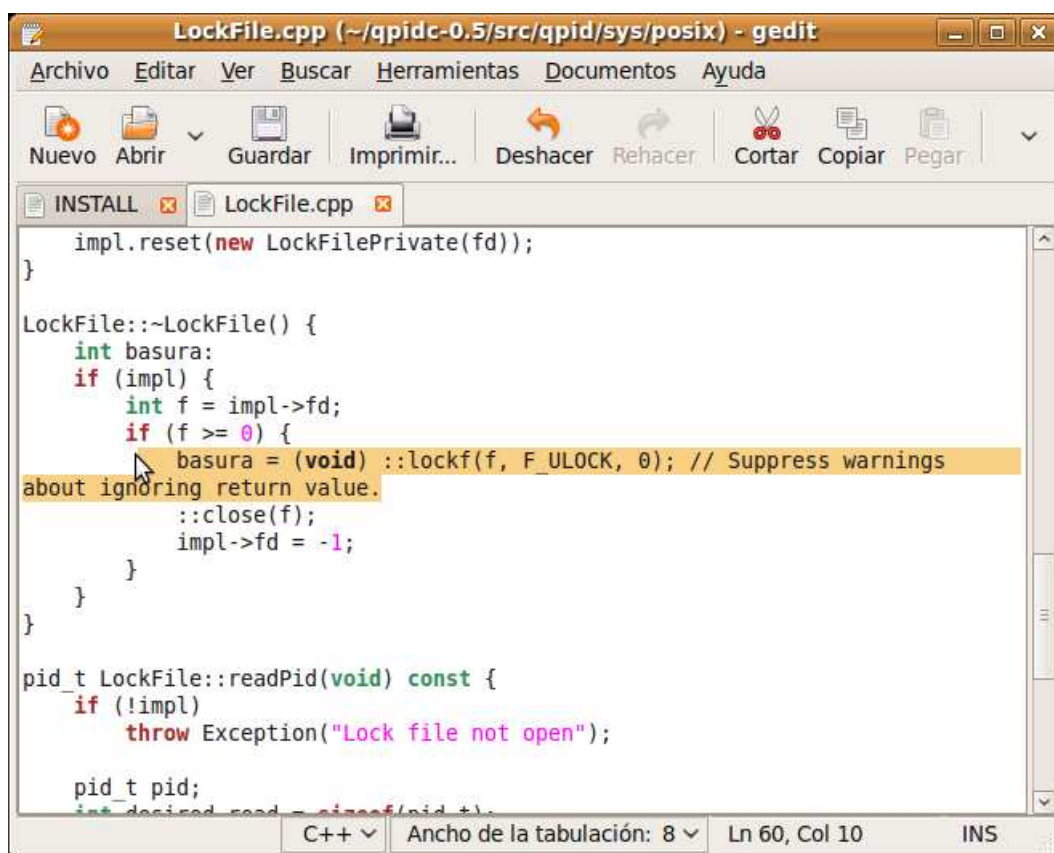 LockFile.cpp (~/qpidc-0.5/src/qpid/sys/posix) - gedit
Archivo Editar Ver Buscar Herramientas Documentos Ayuda
Nuevo Abrir Guardar Imprimir... Deshacer Rehacer Cortar Copiar Pegar
INSTALL LockFile.cpp
    impl.reset(new LockFilePrivate(fd));
}
LockFile::~LockFile() {
    int basura:
    if (impl) {
        int f = impl->fd;
        if (f >= 0) {
            basura = (void) ::lockf(f, F_ULOCK, 0); // Suppress warnings
about ignoring return value.
            ::close(f);
            impl->fd = -1;
        }
    }
}
pid_t LockFile::readPid(void) const {
    if (!impl)
        throw Exception("Lock file not open");
    pid_t pid;
    int desired_read = sizeof(pid_t);
C++ Ancho de la tabulación: 8 Ln 60, Col 10 INS